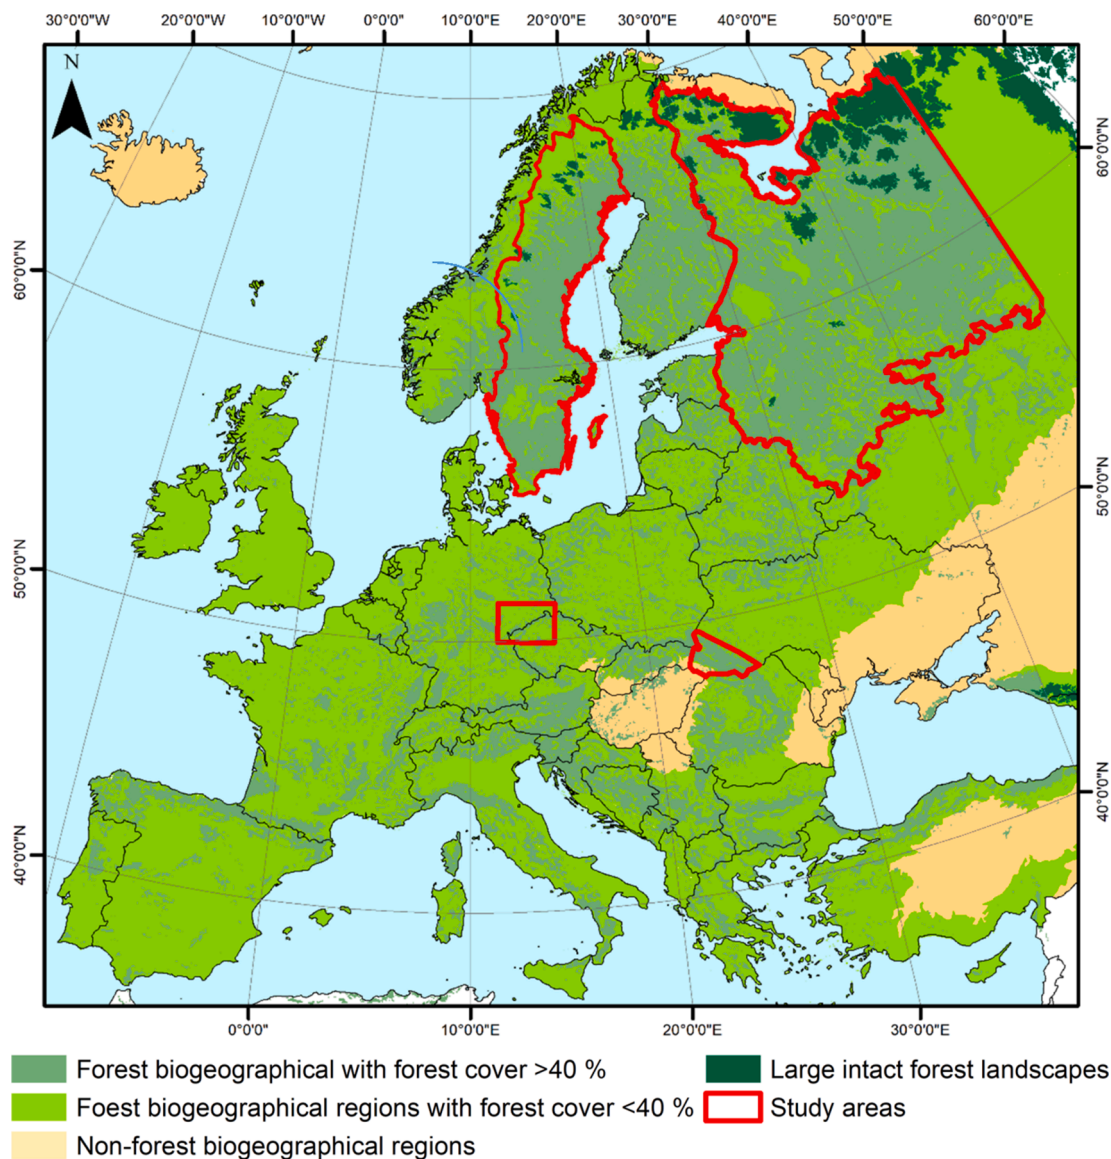 30°0'0"W 20°0'0"W 10°0'0"W 0°0'0" 10°0'0"E 20°0'0"E 30°0'0"E 40°0'0"E 50°0'0"E 60°0'0"E
N
60°0'0"N
60°0'0"N
50°0'0"N
50°0'0"N
40°0'0"N
40°0'0"N
0°0'0" 10°0'0"E 20°0'0"E 30°0'0"E
Forest biogeographical with forest cover >40 %
Foest biogeographical regions with forest cover <40 %
Non-forest biogeographical regions
Large intact forest landscapes
Study areas